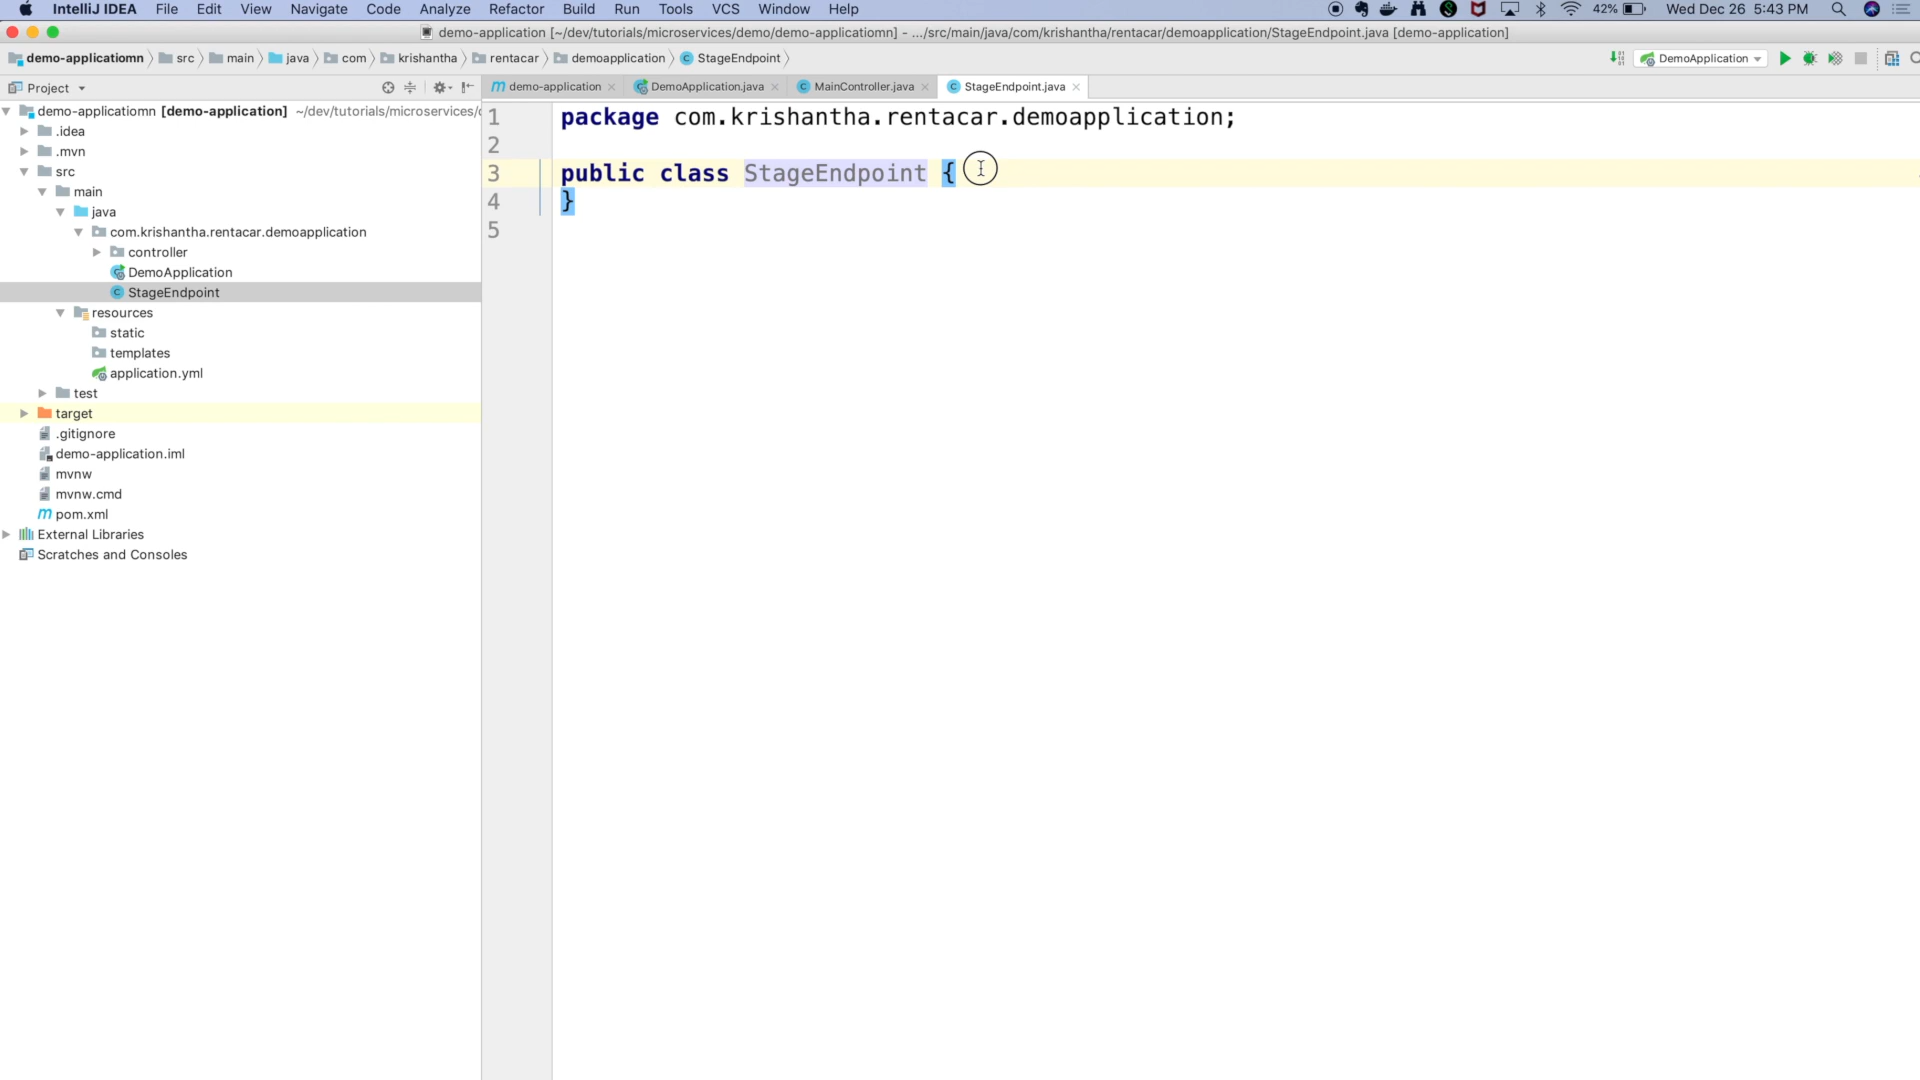 IntelliJ IDEA File Edit View Navigate Code Analyze Refactor Build Run Tools VCS Window Help 42% Wed Dec 26 5:43 PM
demo-application [~/dev/tutorials/microservices/demo/demo-applicatiomn] - .../src/main/java/com/krishantha/rentacar/demoapplication/StageEndpoint.java [demo-application]
demo-applicatiomn src main java com krishantha rentacar demoapplication StageEndpoint DemoApplication
Project demo-application DemoApplication.java MainController.java StageEndpoint.java
demo-applicatiomn [demo-application] ~/dev/tutorials/microservices/
.idea
.mvn
src
main
java
com.krishantha.rentacar.demoapplication
controller
DemoApplication
StageEndpoint
resources
static
templates
application.yml
test
target
.gitignore
demo-application.iml
mvnw
mvnw.cmd
pom.xml
External Libraries
Scratches and Consoles
1 package com.krishantha.rentacar.demoapplication;
2
3 public class StageEndpoint {
4 }
5